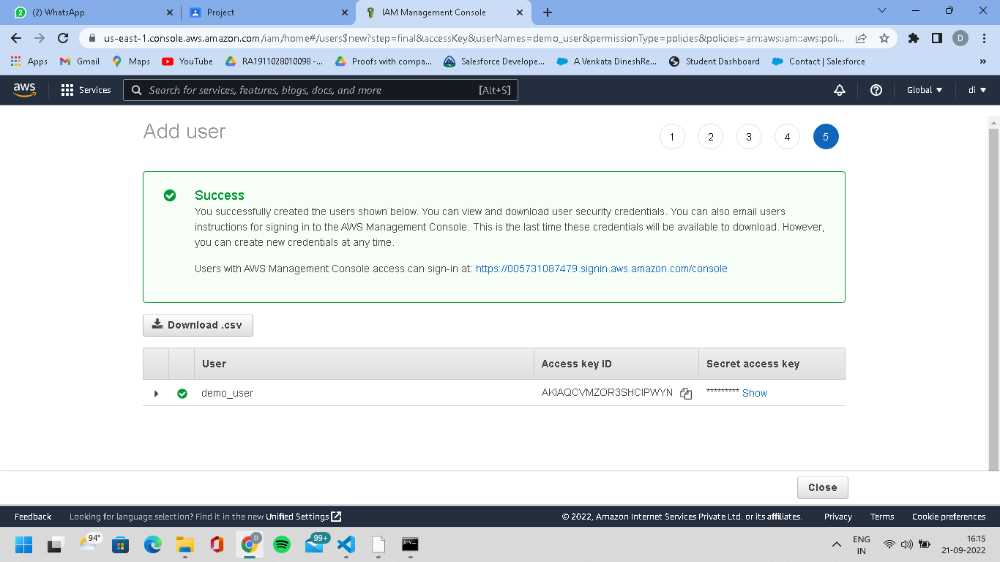 (2) WhatsApp
Project
IAM Management Console
us-east-1.console.aws.amazon.com/iam/home#/users$new?step=final&accessKey&userNames=demo_user&permissionType=policies&policies=arn:aws:iam::aws:poli...
D
Apps
Gmail
Maps
YouTube
RA1911028010098 -...
Proofs with compa...
Salesforce Develope...
A Venkata DineshRe...
Student Dashboard
Contact | Salesforce
»
aws
Services
Search for services, features, blogs, docs, and more
[Alt+S]
Global
di
Add user
1
2
3
4
5
Success
You successfully created the users shown below. You can view and download user security credentials. You can also email users
instructions for signing in to the AWS Management Console. This is the last time these credentials will be available to download. However,
you can create new credentials at any time.
Users with AWS Management Console access can sign-in at: https://005731087479.signin.aws.amazon.com/console
Download .csv
User
Access key ID
Secret access key
demo_user
AKIAQCVMZOR3SHCIPWYN
********* Show
Close
Feedback
Looking for language selection? Find it in the new Unified Settings
© 2022, Amazon Internet Services Private Ltd. or its affiliates.
Privacy
Terms
Cookie preferences
94°
D
99+
ENG
IN
16:15
21-09-2022